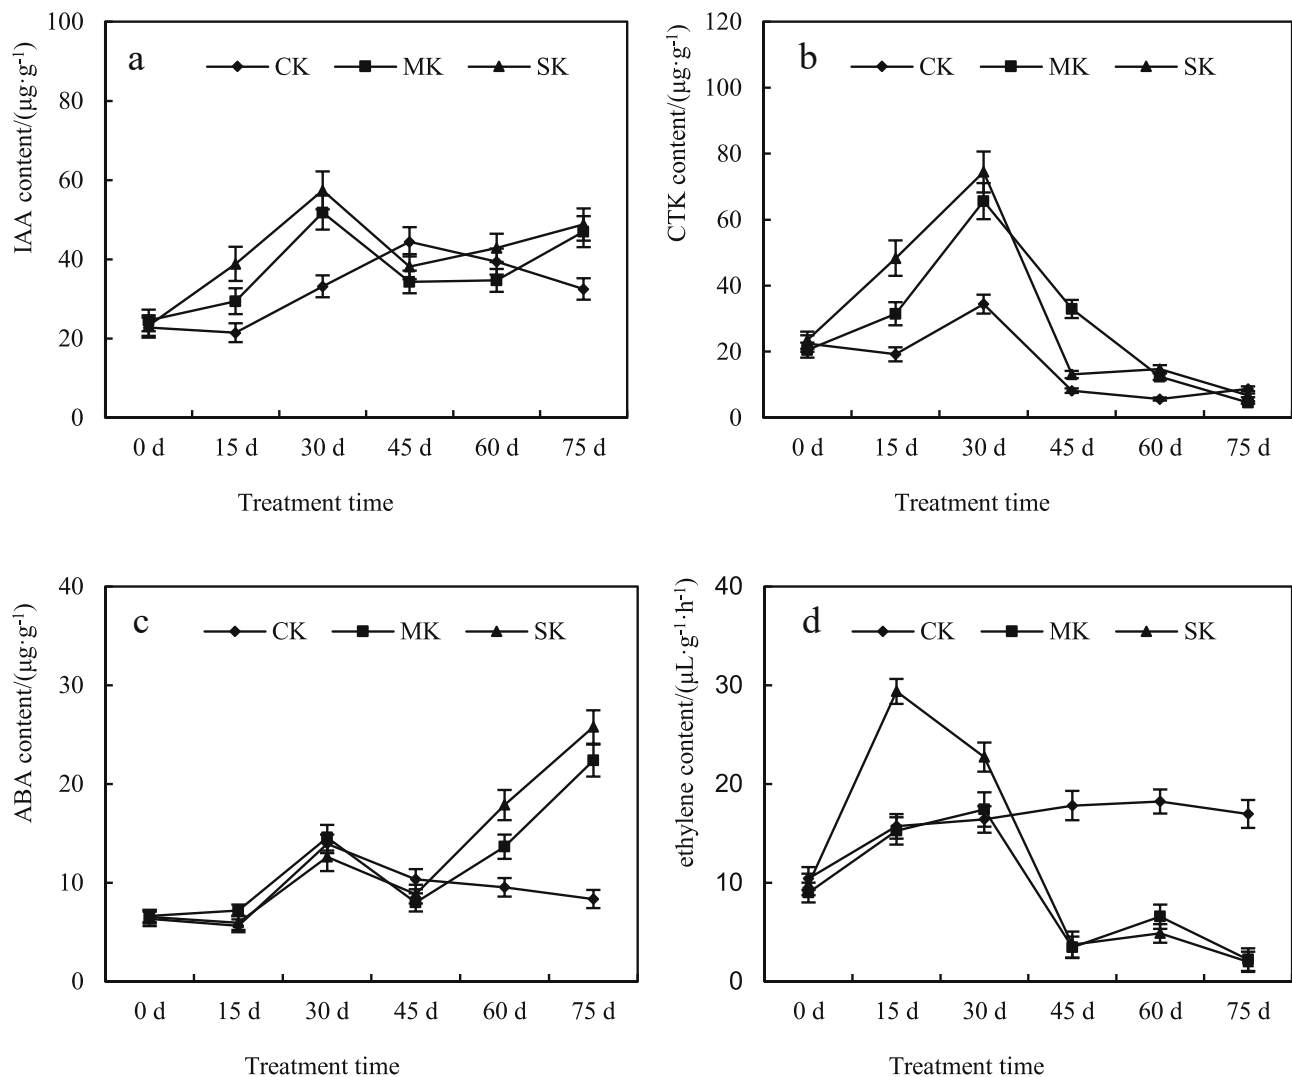 a
CK MK SK
IAA content/(μg·g⁻¹)
100
80
60
40
20
0
0 d 15 d 30 d 45 d 60 d 75 d
Treatment time
b
CK MK SK
CTK content/(μg·g⁻¹)
120
100
80
60
40
20
0
0 d 15 d 30 d 45 d 60 d 75 d
Treatment time
c
CK MK SK
ABA content/(μg·g⁻¹)
40
30
20
10
0
0 d 15 d 30 d 45 d 60 d 75 d
Treatment time
d
CK MK SK
ethylene content/(μL·g⁻¹·h⁻¹)
40
30
20
10
0
0 d 15 d 30 d 45 d 60 d 75 d
Treatment time